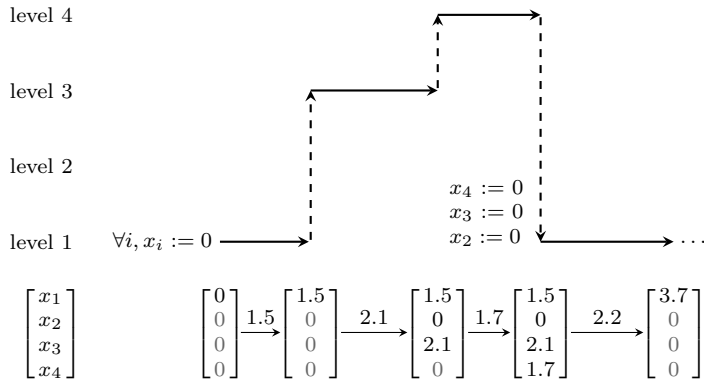 level 4
level 3
level 2
x₄ := 0
x₃ := 0
x₂ := 0
level 1 ∀i, xᵢ := 0 ⋯
1.5 2.1 1.7 2.2
x₁ 0 1.5 1.5 1.5 3.7
x₂ 0 0 0 0 0
x₃ 0 0 2.1 2.1 0
x₄ 0 0 0 1.7 0